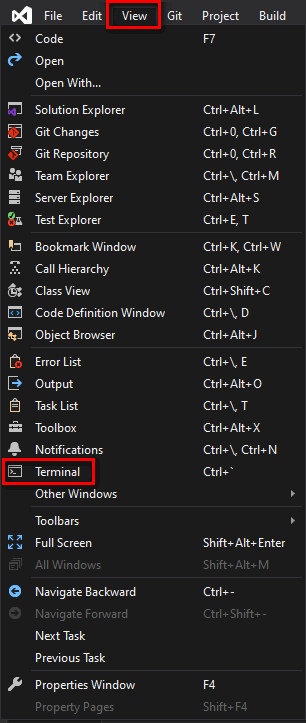 File Edit View Git Project Build
Code F7
Open
Open With...
Solution Explorer Ctrl+Alt+L
Git Changes Ctrl+0, Ctrl+G
Git Repository Ctrl+0, Ctrl+R
Team Explorer Ctrl+\, Ctrl+M
Server Explorer Ctrl+Alt+S
Test Explorer Ctrl+E, T
Bookmark Window Ctrl+K, Ctrl+W
Call Hierarchy Ctrl+Alt+K
Class View Ctrl+Shift+C
Code Definition Window Ctrl+\, D
Object Browser Ctrl+Alt+J
Error List Ctrl+\, E
Output Ctrl+Alt+O
Task List Ctrl+\, T
Toolbox Ctrl+Alt+X
Notifications Ctrl+\, Ctrl+N
Terminal Ctrl+`
Other Windows
Toolbars
Full Screen Shift+Alt+Enter
All Windows Shift+Alt+M
Navigate Backward Ctrl+-
Navigate Forward Ctrl+Shift+-
Next Task
Previous Task
Properties Window F4
Property Pages Shift+F4